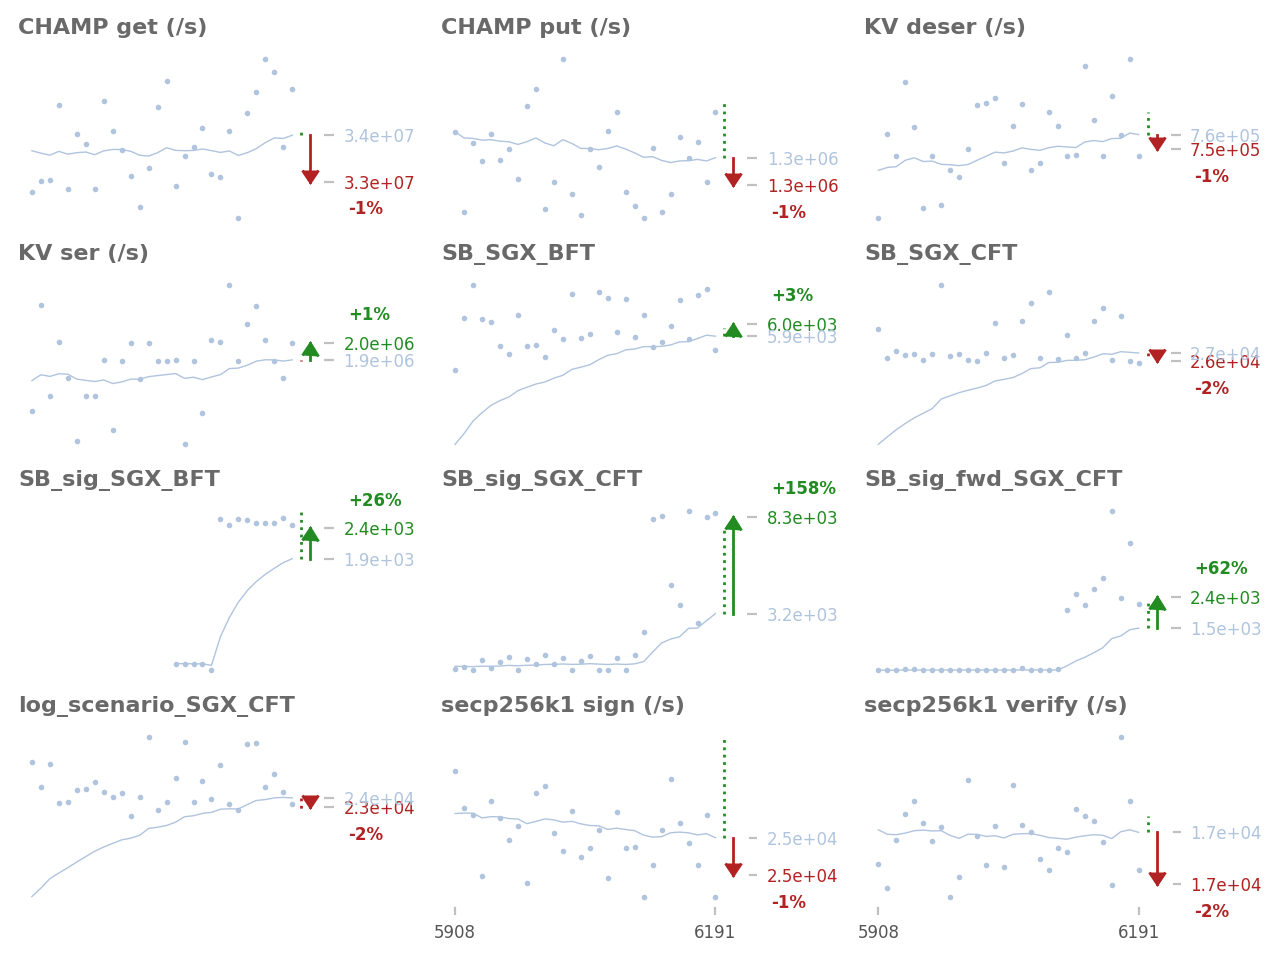 CHAMP get (/s)
3.4e+07
3.3e+07
-1%
CHAMP put (/s)
1.3e+06
1.3e+06
-1%
KV deser (/s)
7.6e+05
7.5e+05
-1%
KV ser (/s)
+1%
2.0e+06
1.9e+06
SB_SGX_BFT
+3%
6.0e+03
5.9e+03
SB_SGX_CFT
2.7e+04
2.6e+04
-2%
SB_sig_SGX_BFT
+26%
2.4e+03
1.9e+03
SB_sig_SGX_CFT
+158%
8.3e+03
3.2e+03
SB_sig_fwd_SGX_CFT
+62%
2.4e+03
1.5e+03
log_scenario_SGX_CFT
2.4e+04
2.3e+04
-2%
secp256k1 sign (/s)
2.5e+04
2.5e+04
-1%
5908 6191
secp256k1 verify (/s)
1.7e+04
1.7e+04
-2%
5908 6191